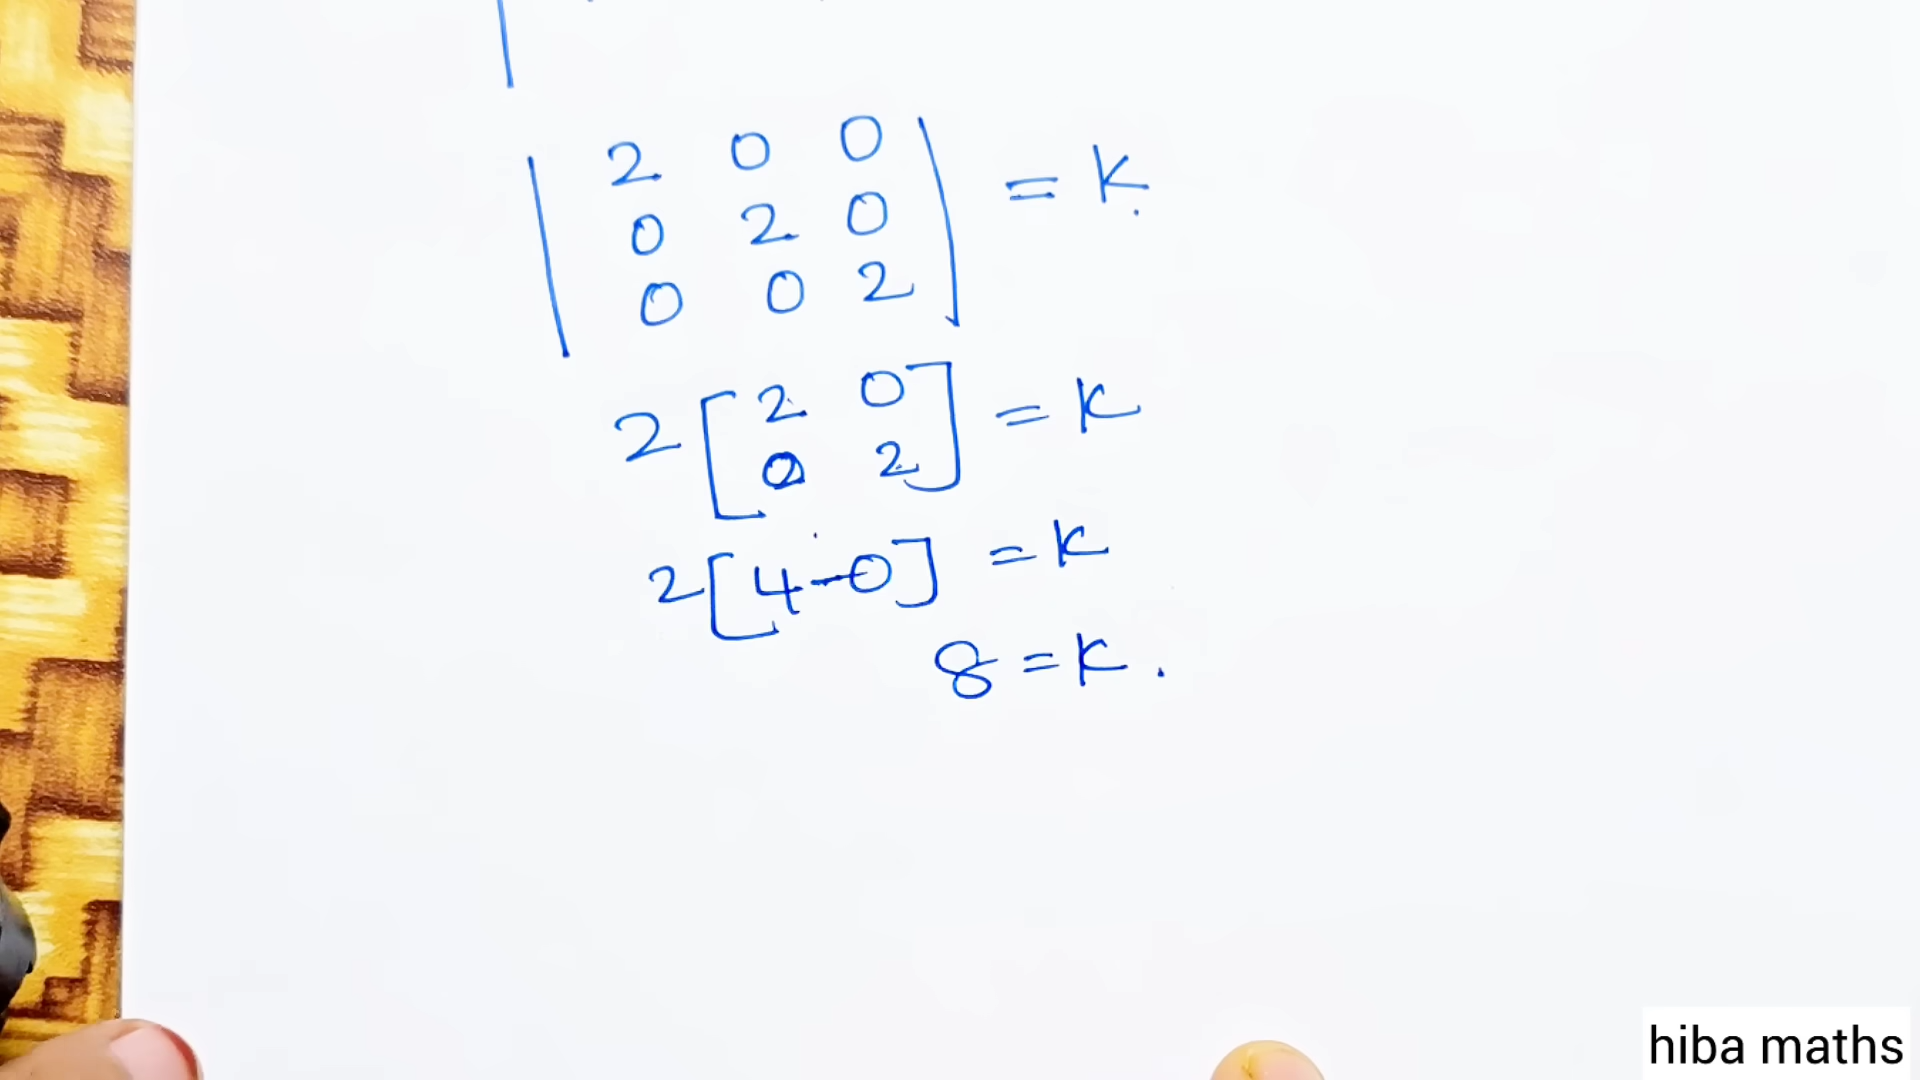 | 2 0 0 |
| 0 2 0 | = K.
| 0 0 2 |
2 [ 2 0 ] = K
[ 0 2 ]
2[4-0] = K
8 = K.
hiba maths